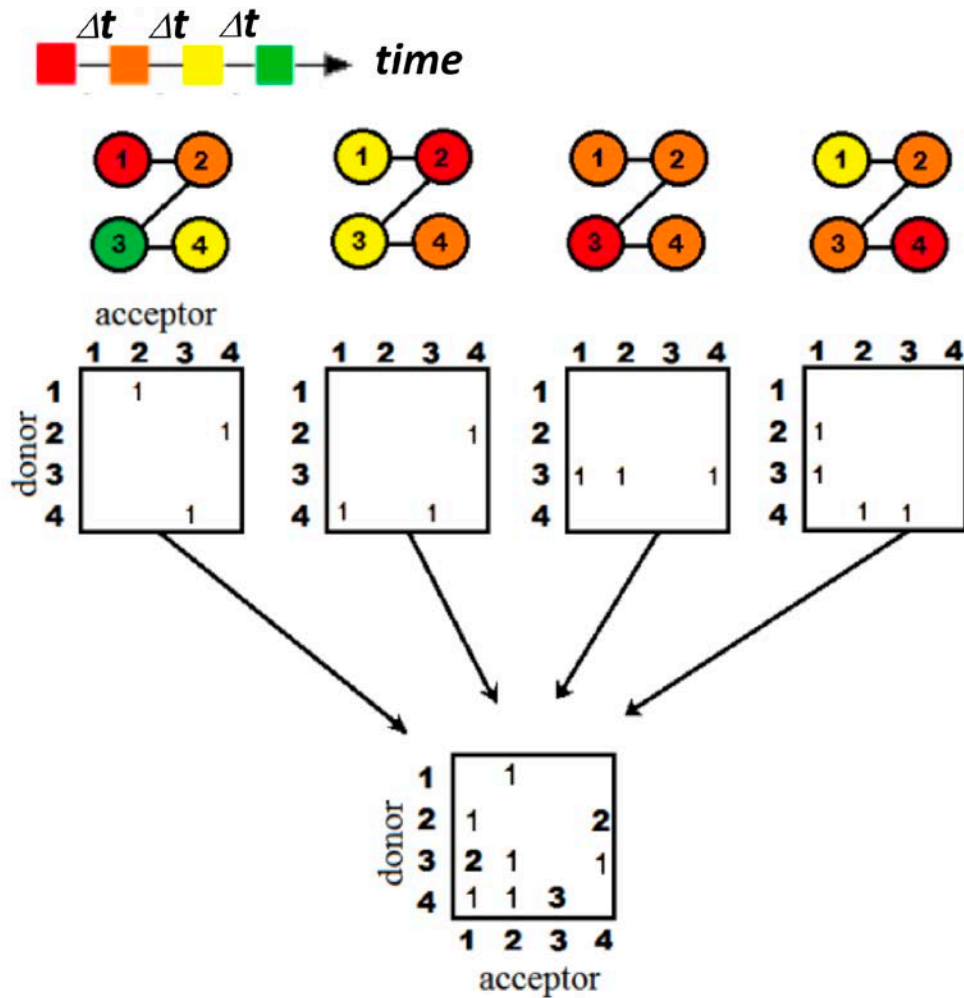 Δt Δt Δt
time
1 2 1 2 1 2 1 2
3 4 3 4 3 4 3 4
acceptor
1 2 3 4 1 2 3 4 1 2 3 4 1 2 3 4
1 1 1 1 1
2 1 2 1 2 2 1
3 3 3 1 1 1 3 1
4 1 4 1 1 4 4 1 1
donor
1 1
2 1 2
3 2 1 1
4 1 1 3
donor
1 2 3 4
acceptor